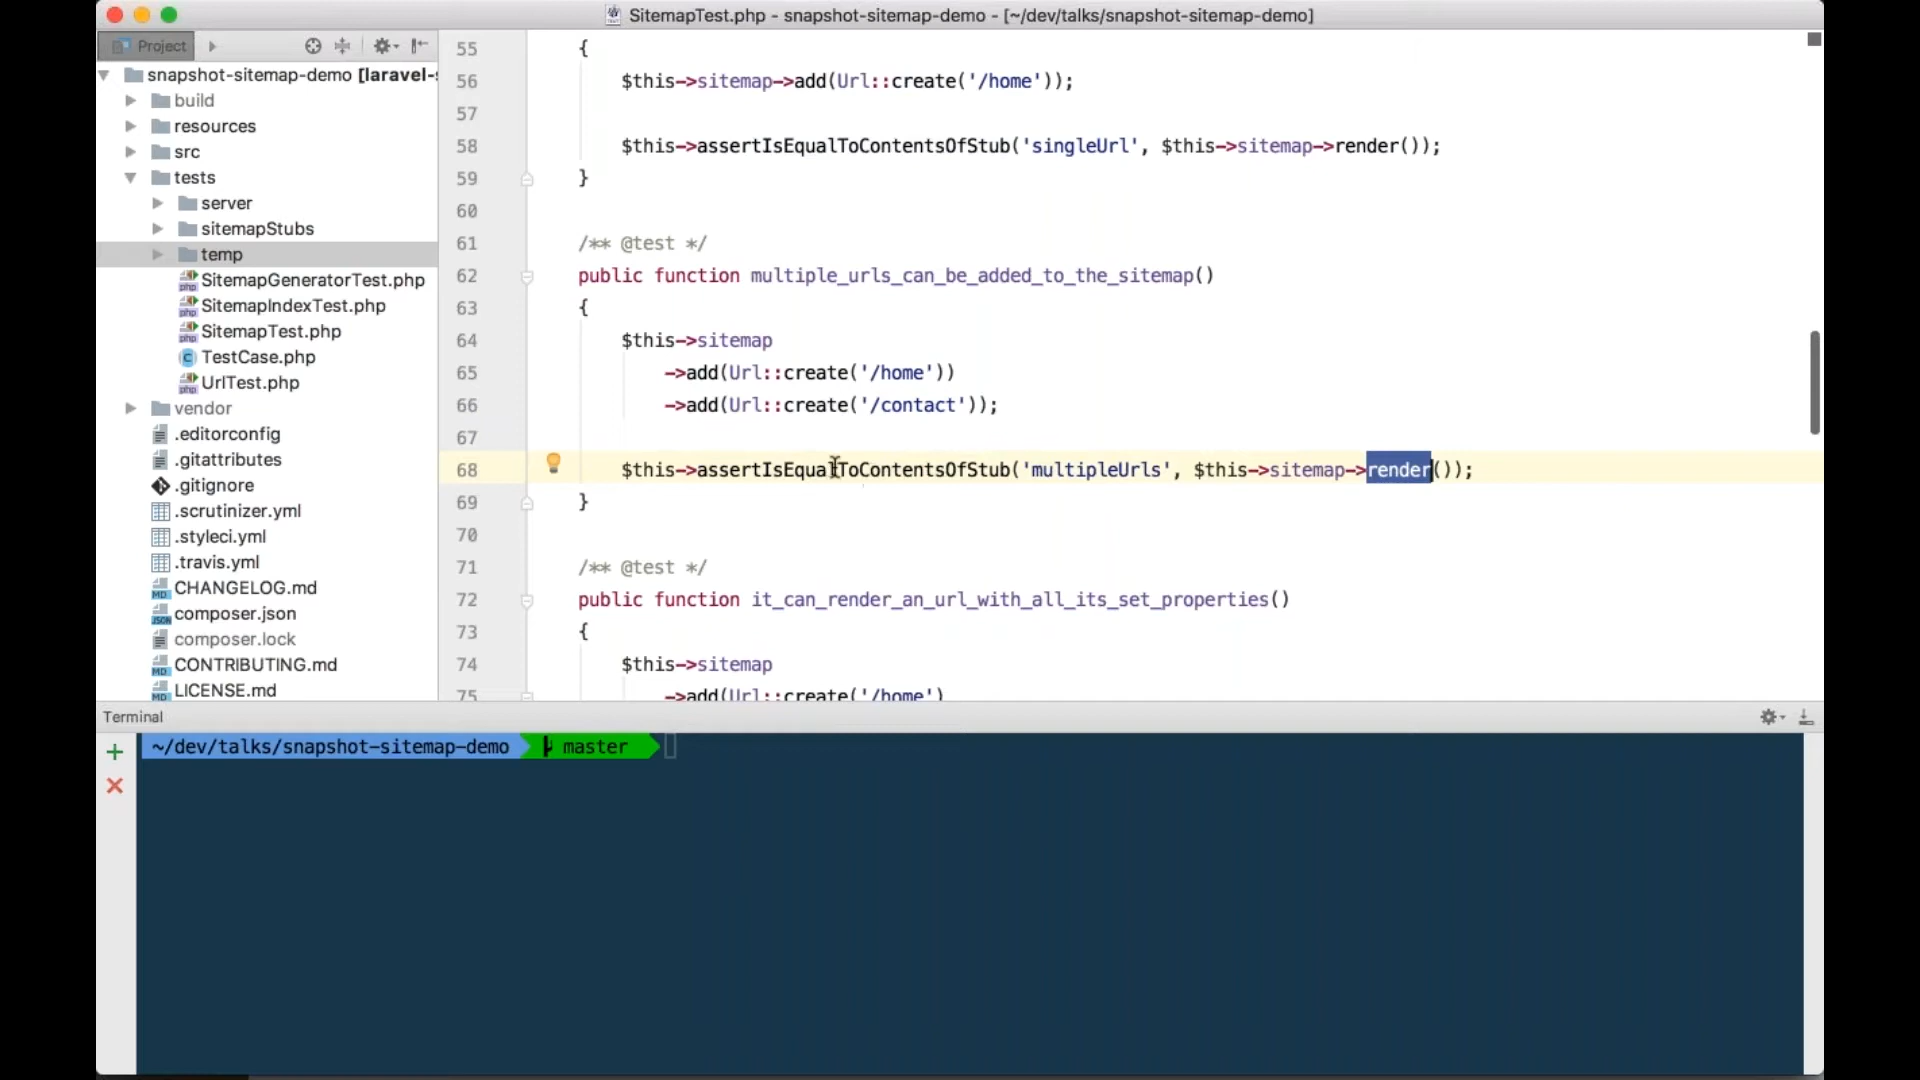 SitemapTest.php - snapshot-sitemap-demo - [~/dev/talks/snapshot-sitemap-demo]
Project
snapshot-sitemap-demo [laravel-
build
resources
src
tests
server
sitemapStubs
temp
SitemapGeneratorTest.php
SitemapIndexTest.php
SitemapTest.php
TestCase.php
UrlTest.php
vendor
.editorconfig
.gitattributes
.gitignore
.scrutinizer.yml
.styleci.yml
.travis.yml
CHANGELOG.md
composer.json
composer.lock
CONTRIBUTING.md
LICENSE.md
55 {
56 $this->sitemap->add(Url::create('/home'));
57
58 $this->assertIsEqualToContentsOfStub('singleUrl', $this->sitemap->render());
59 }
60
61 /** @test */
62 public function multiple_urls_can_be_added_to_the_sitemap()
63 {
64 $this->sitemap
65 ->add(Url::create('/home'))
66 ->add(Url::create('/contact'));
67
68 $this->assertIsEqualToContentsOfStub('multipleUrls', $this->sitemap->render());
69 }
70
71 /** @test */
72 public function it_can_render_an_url_with_all_its_set_properties()
73 {
74 $this->sitemap
75 ->add(Url::create('/home')
Terminal
~/dev/talks/snapshot-sitemap-demo master